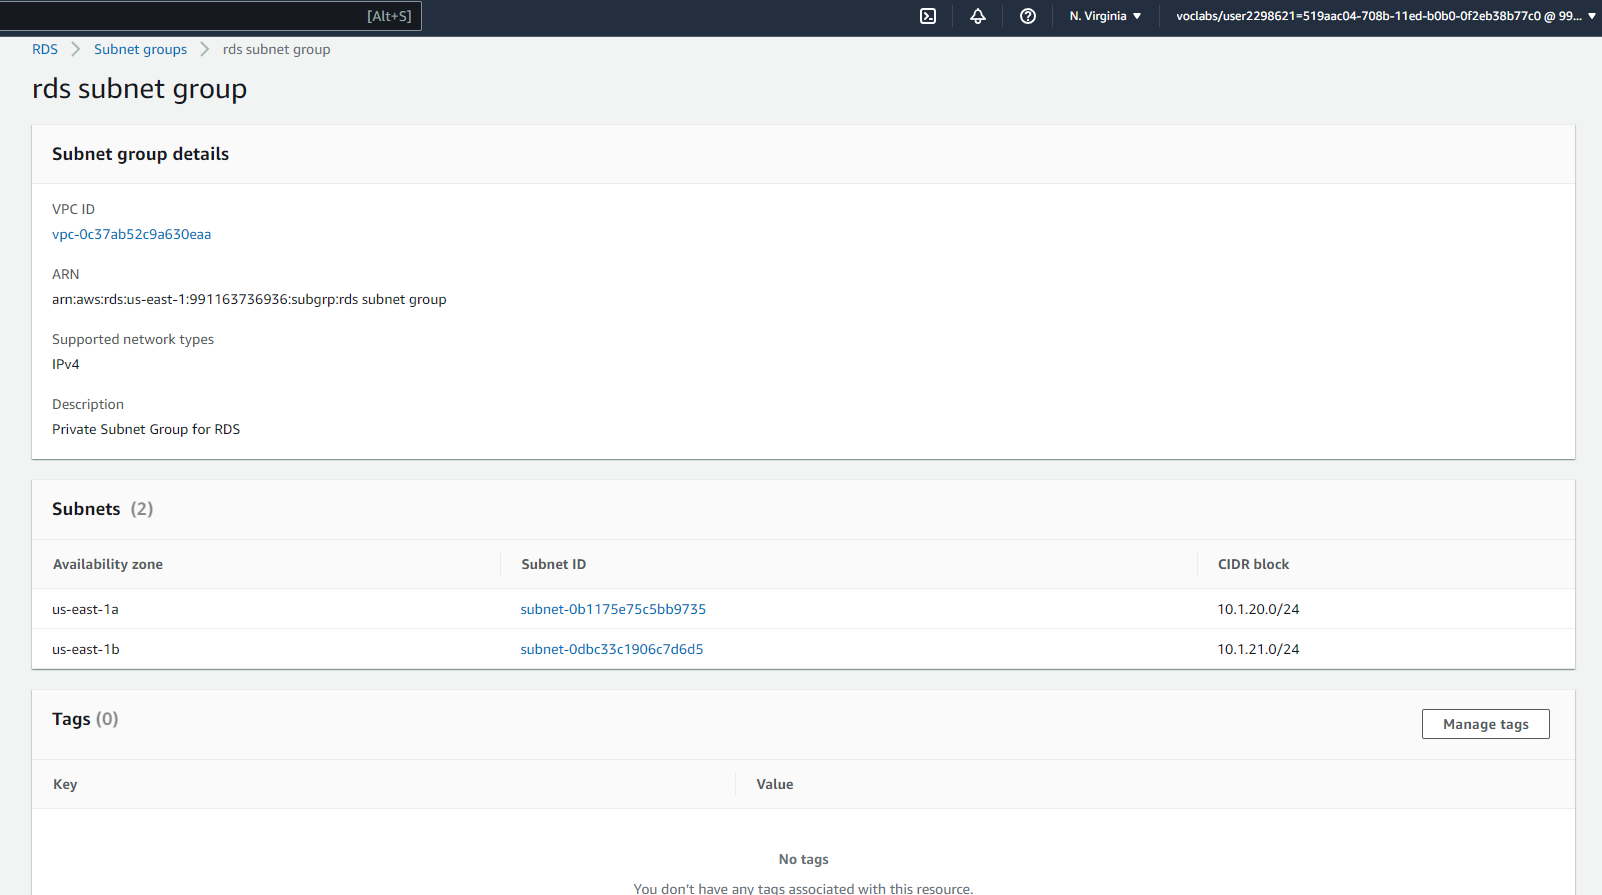 [Alt+S] N. Virginia voclabs/user2298621=519aac04-708b-11ed-b0b0-0f2eb38b77c0 @ 99...
RDS Subnet groups rds subnet group
rds subnet group
Subnet group details
VPC ID
vpc-0c37ab52c9a630eaa
ARN
arn:aws:rds:us-east-1:991163736936:subgrp:rds subnet group
Supported network types
IPv4
Description
Private Subnet Group for RDS
Subnets (2)
Availability zone Subnet ID CIDR block
us-east-1a subnet-0b1175e75c5bb9735 10.1.20.0/24
us-east-1b subnet-0dbc33c1906c7d6d5 10.1.21.0/24
Tags (0) Manage tags
Key Value
No tags
You don't have any tags associated with this resource.